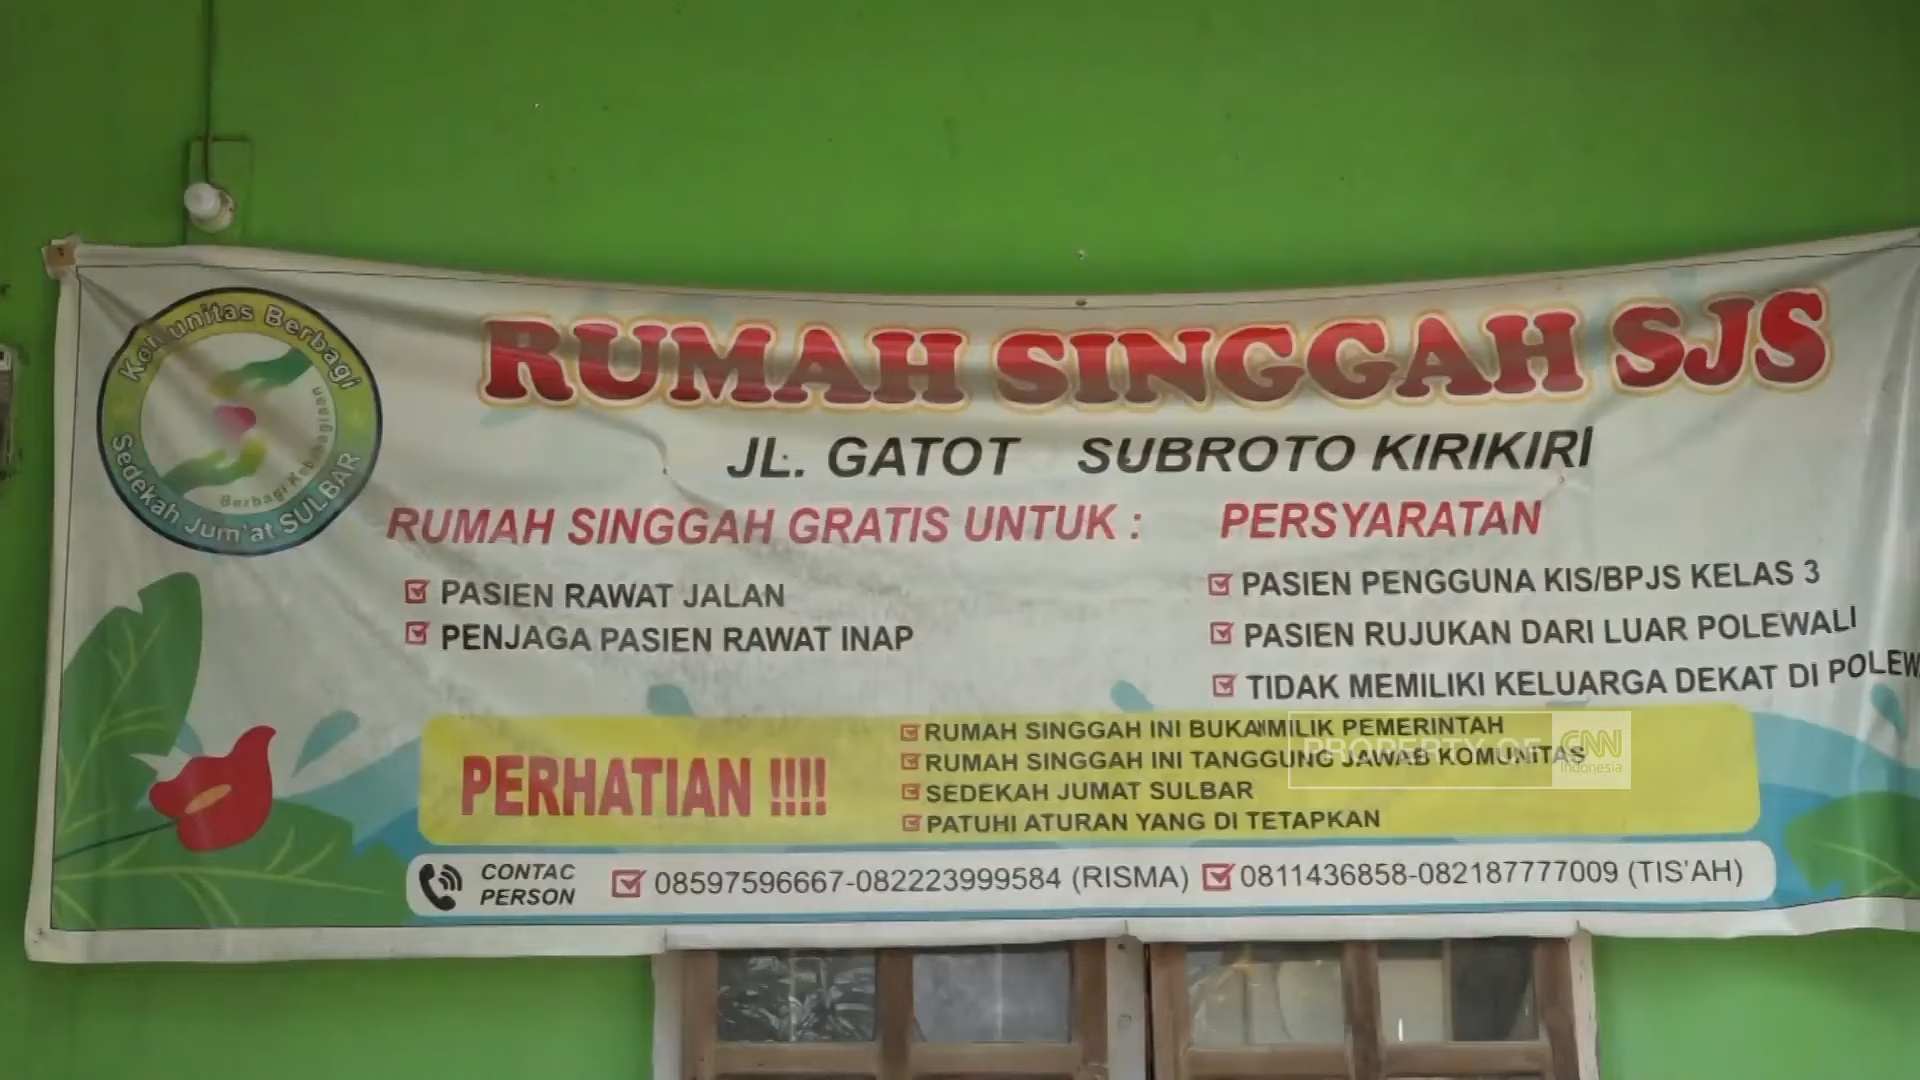 Komunitas Berbagi
Berbagi Kebahagiaan
Sedekah Jum'at SULBAR
RUMAH SINGGAH SJS
JL. GATOT SUBROTO KIRIKIRI
RUMAH SINGGAH GRATIS UNTUK :
PASIEN RAWAT JALAN
PENJAGA PASIEN RAWAT INAP
PERSYARATAN
PASIEN PENGGUNA KIS/BPJS KELAS 3
PASIEN RUJUKAN DARI LUAR POLEWALI
TIDAK MEMILIKI KELUARGA DEKAT DI POLEW
PERHATIAN !!!!
RUMAH SINGGAH INI BUKAN MILIK PEMERINTAH
RUMAH SINGGAH INI TANGGUNG JAWAB KOMUNITAS
SEDEKAH JUMAT SULBAR
PATUHI ATURAN YANG DI TETAPKAN
PROPERTY OF CNN Indonesia
CONTAC PERSON
08597596667-082223999584 (RISMA)
0811436858-082187777009 (TIS'AH)